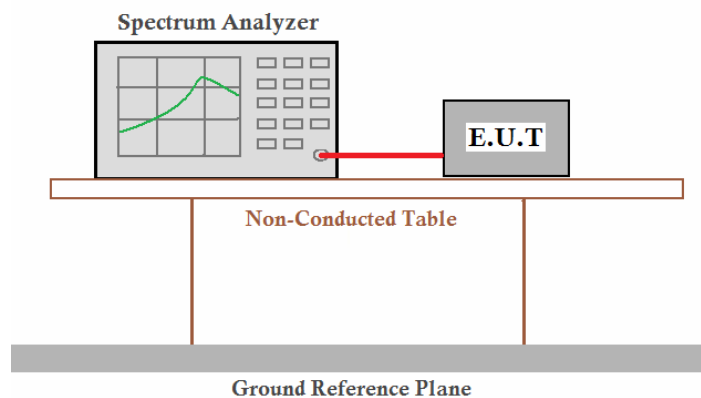 Spectrum Analyzer
E.U.T
Non-Conducted Table
Ground Reference Plane